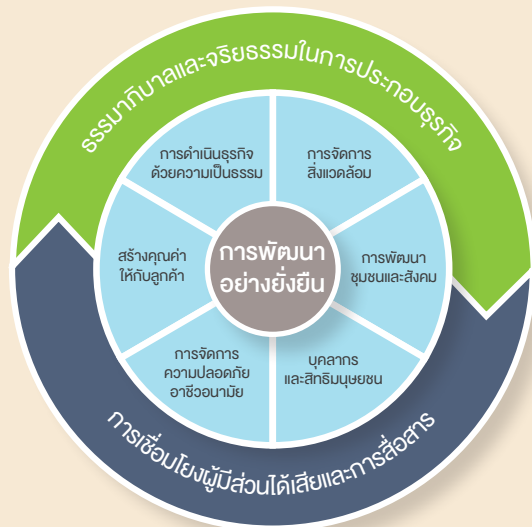 ธรรมาภิบาลและจริยธรรมในการประกอบธุรกิจ
การดำเนินธุรกิจ
ด้วยความเป็นธรรม
การจัดการ
สิ่งแวดล้อม
สร้างคุณค่า
ให้กับลูกค้า
การพัฒนา
อย่างยั่งยืน
การพัฒนา
ชุมชนและสังคม
การจัดการ
ความปลอดภัย
อาชีวอนามัย
บุคลากร
และสิทธิมนุษยชน
การเชื่อมโยงผู้มีส่วนได้เสียและการสื่อสาร